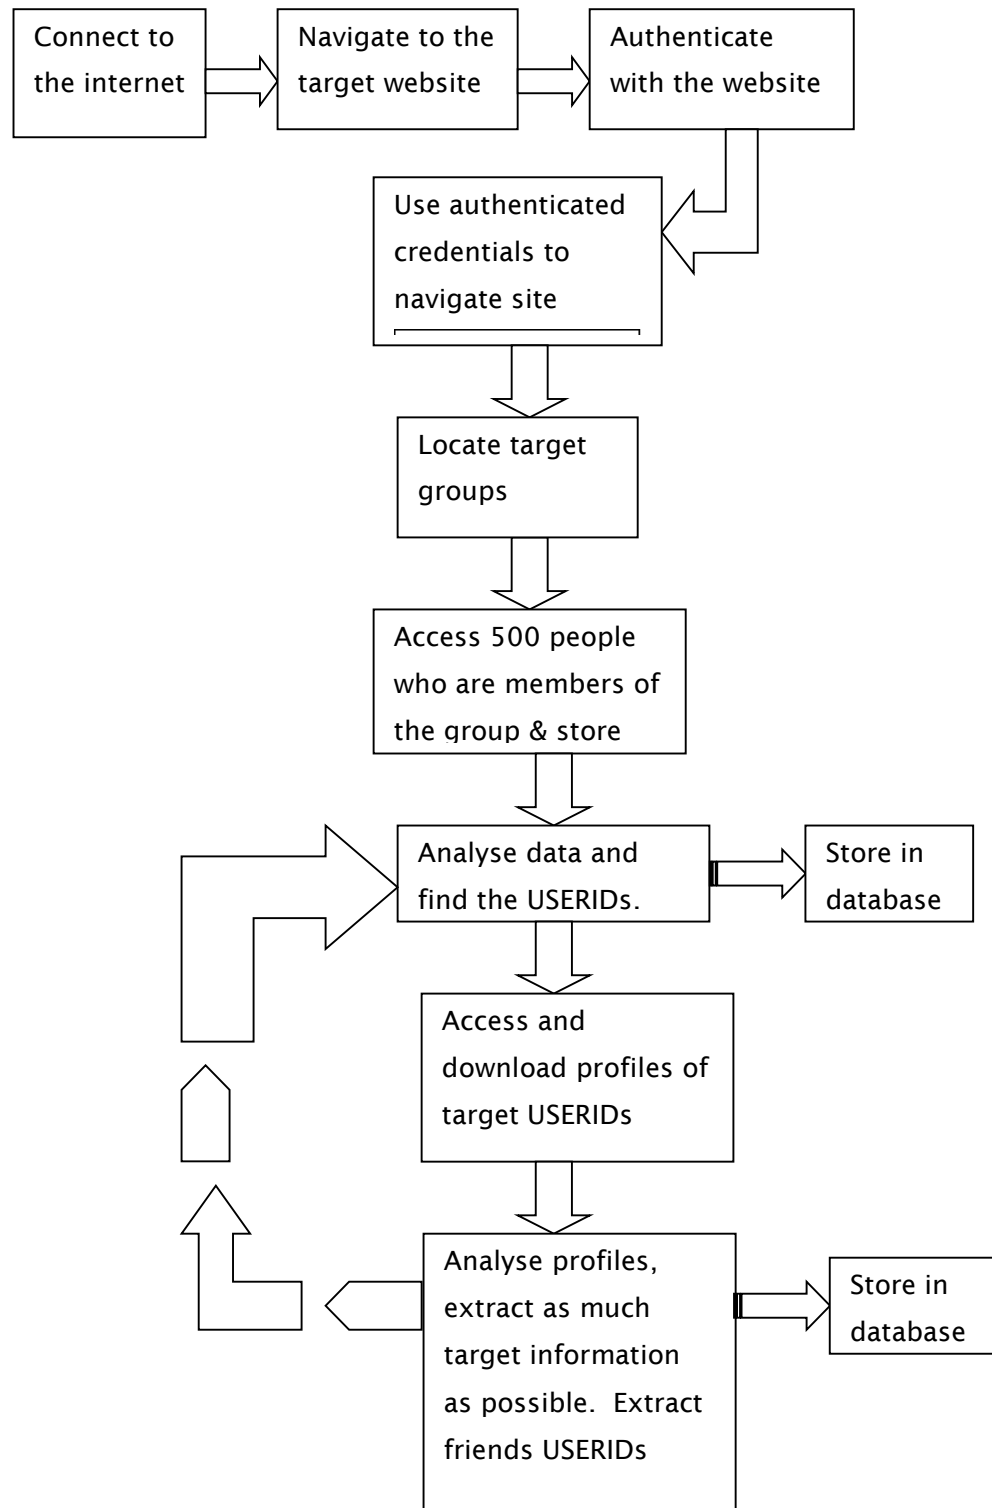 Connect to
the internet
Navigate to the
target website
Authenticate
with the website
Use authenticated
credentials to
navigate site
Locate target
groups
Access 500 people
who are members of
the group & store
Analyse data and
find the USERIDs.
Store in
database
Access and
download profiles of
target USERIDs
Analyse profiles,
extract as much
target information
as possible.  Extract
friends USERIDs
Store in
database